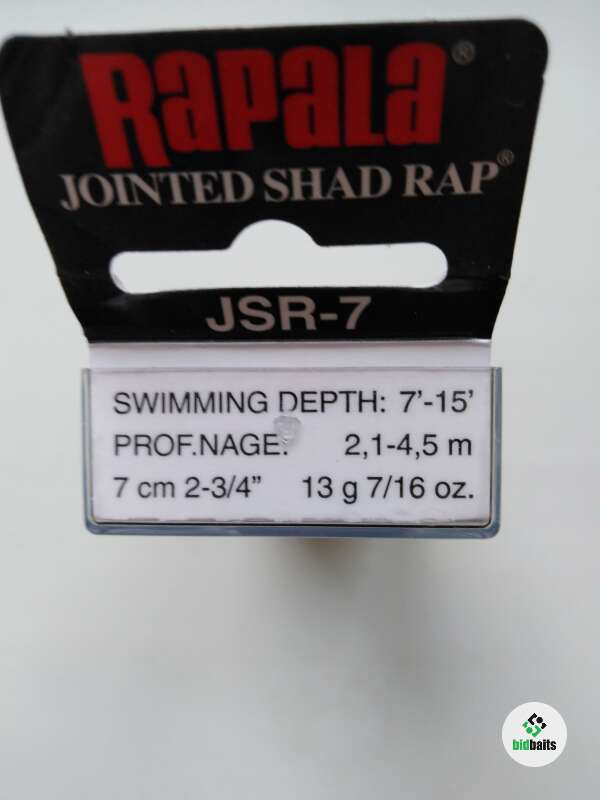 RAPALA®
JOINTED SHAD RAP®
JSR-7
SWIMMING DEPTH: 7'-15'
PROF.NAGE. 2,1-4,5 m
7 cm 2-3/4" 13 g 7/16 oz.
bidbaits